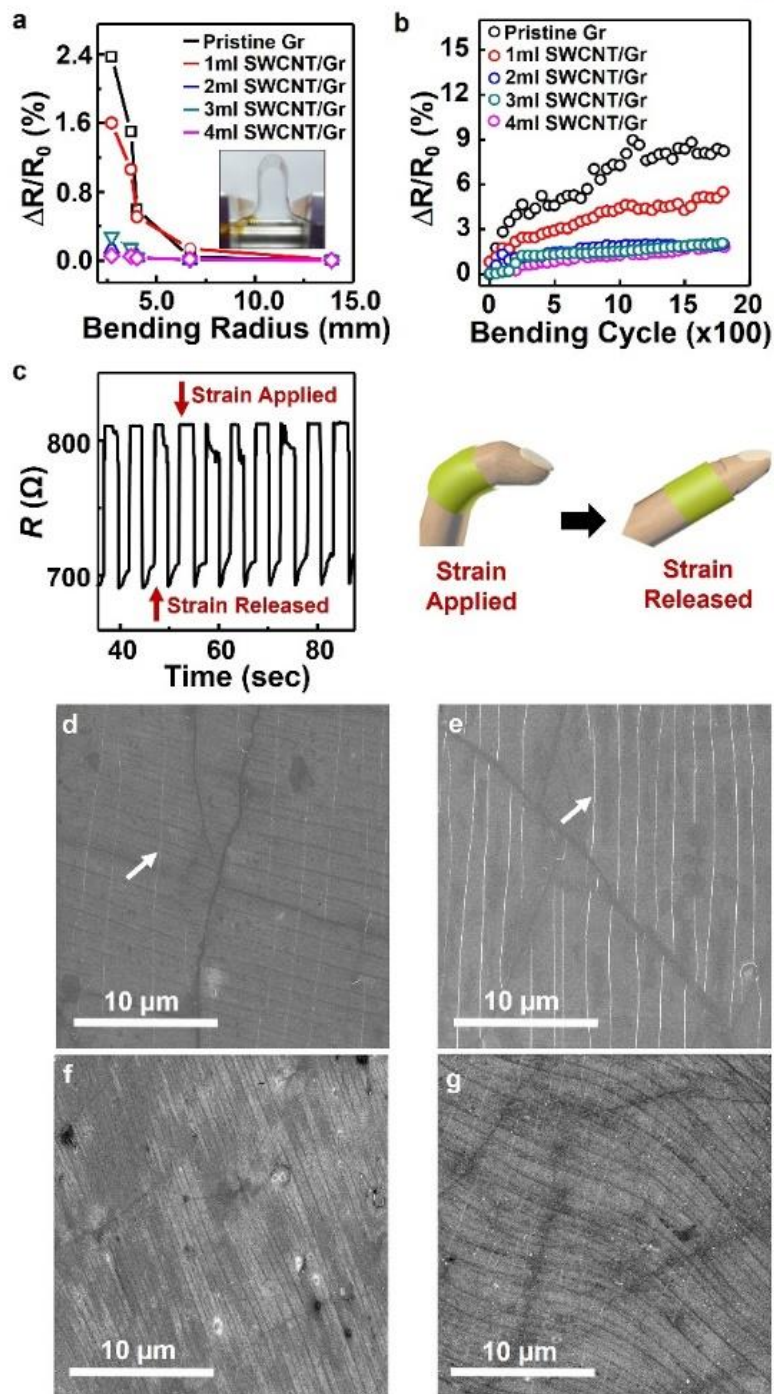 a
2.4
1.6
0.8
0.0
ΔR/R₀ (%)
Pristine Gr
1ml SWCNT/Gr
2ml SWCNT/Gr
3ml SWCNT/Gr
4ml SWCNT/Gr
5.0 10.0 15.0
Bending Radius (mm)
b
15
12
9
6
3
0
ΔR/R₀ (%)
Pristine Gr
1ml SWCNT/Gr
2ml SWCNT/Gr
3ml SWCNT/Gr
4ml SWCNT/Gr
0 5 10 15 20
Bending Cycle (x100)
c
800
700
R (Ω)
Strain Applied
Strain Released
40 60 80
Time (sec)
Strain
Applied
Strain
Released
d
10 µm
e
10 µm
f
10 µm
g
10 µm